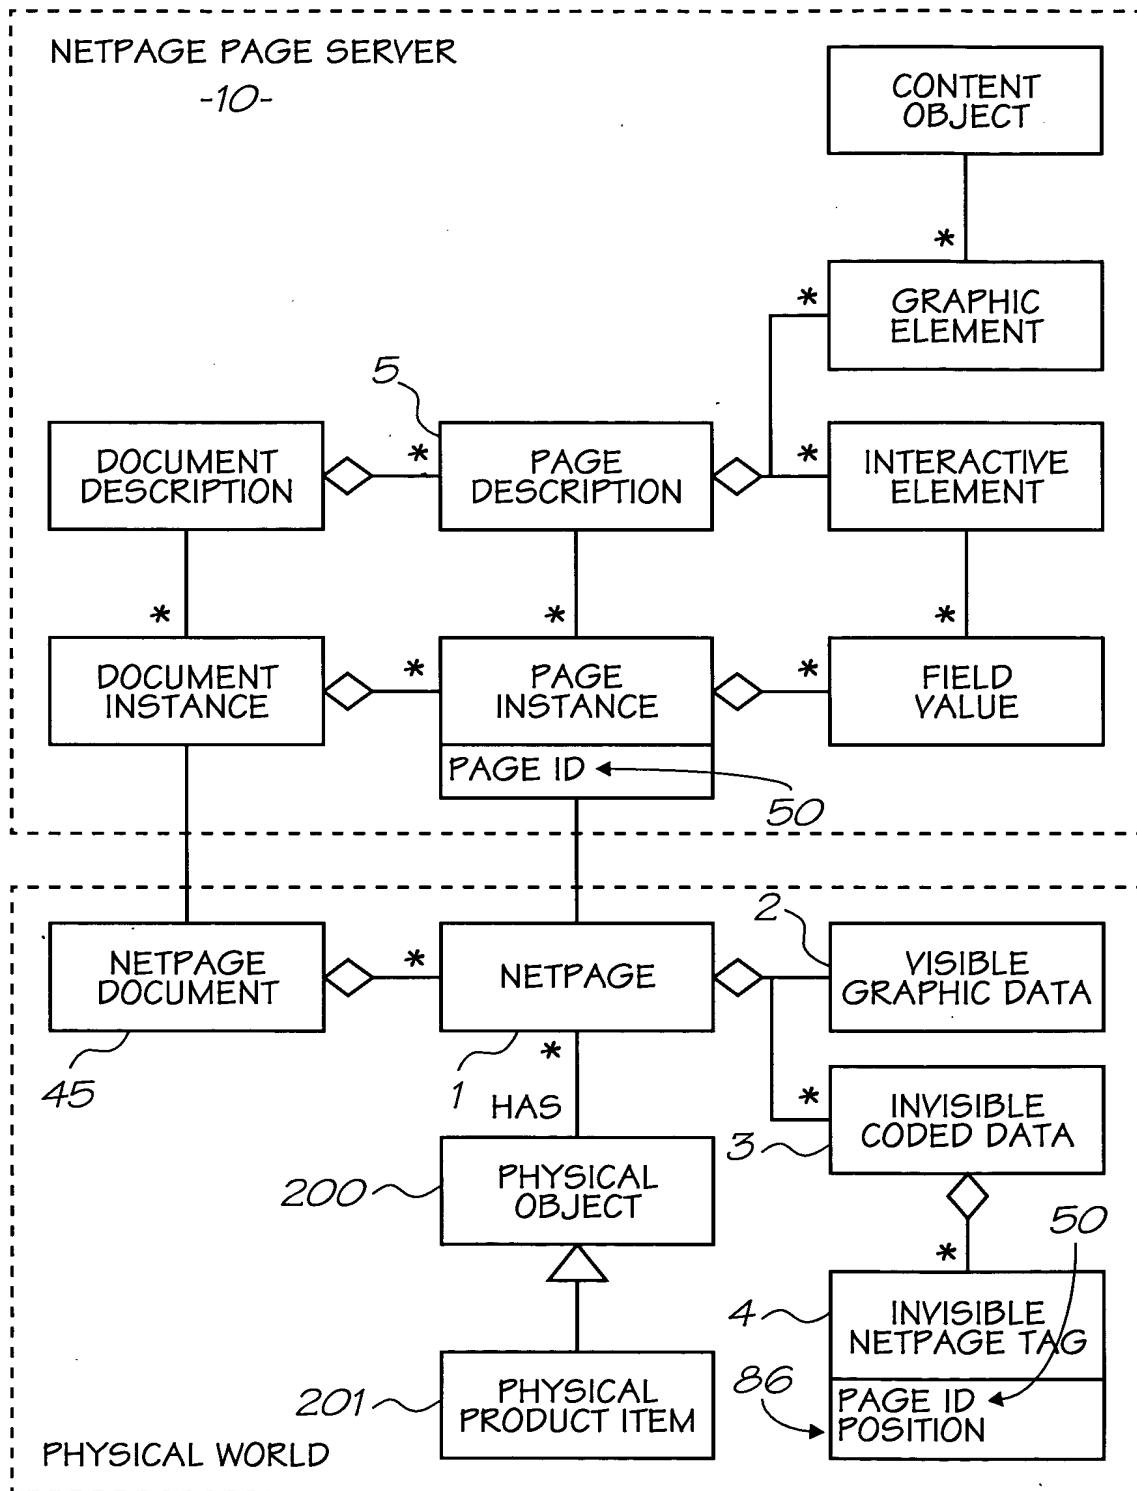 NETPAGE PAGE SERVER
-10-
CONTENT
OBJECT
*
*
GRAPHIC
ELEMENT
5
DOCUMENT
DESCRIPTION
*
PAGE
DESCRIPTION
*
INTERACTIVE
ELEMENT
*
*
*
DOCUMENT
INSTANCE
*
PAGE
INSTANCE
*
FIELD
VALUE
PAGE ID
50
2
NETPAGE
DOCUMENT
*
NETPAGE
VISIBLE
GRAPHIC DATA
45
1
*
HAS
*
INVISIBLE
CODED DATA
3
200
PHYSICAL
OBJECT
50
*
4
INVISIBLE
NETPAGE TAG
86
PAGE ID
POSITION
201
PHYSICAL
PRODUCT ITEM
PHYSICAL WORLD